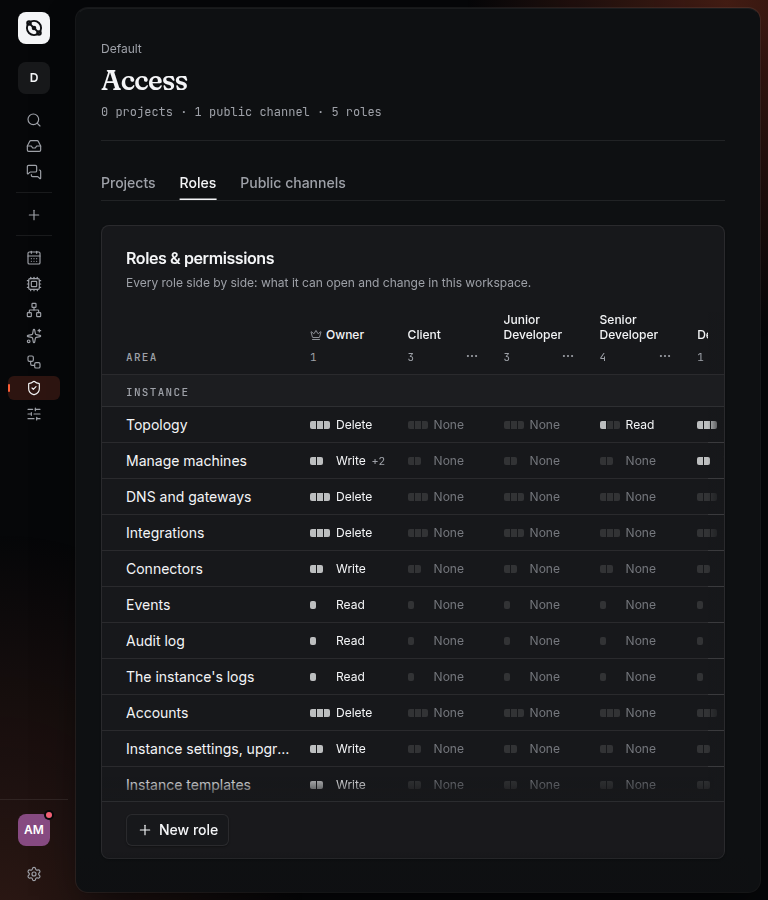 D
Default
Access
0 projects · 1 public channel · 5 roles
Projects Roles Public channels
Roles & permissions
Every role side by side: what it can open and change in this workspace.
AREA Owner 1 Client 3 ... Junior Developer 3 ... Senior Developer 4 ... 1
INSTANCE
Topology Delete None None Read
Manage machines Write +2 None None None
DNS and gateways Delete None None None
Integrations Delete None None None
Connectors Write None None None
Events Read None None None
Audit log Read None None None
The instance's logs Read None None None
Accounts Delete None None None
Instance settings, upgr... Write None None None
Instance templates Write None None None
+ New role
AM